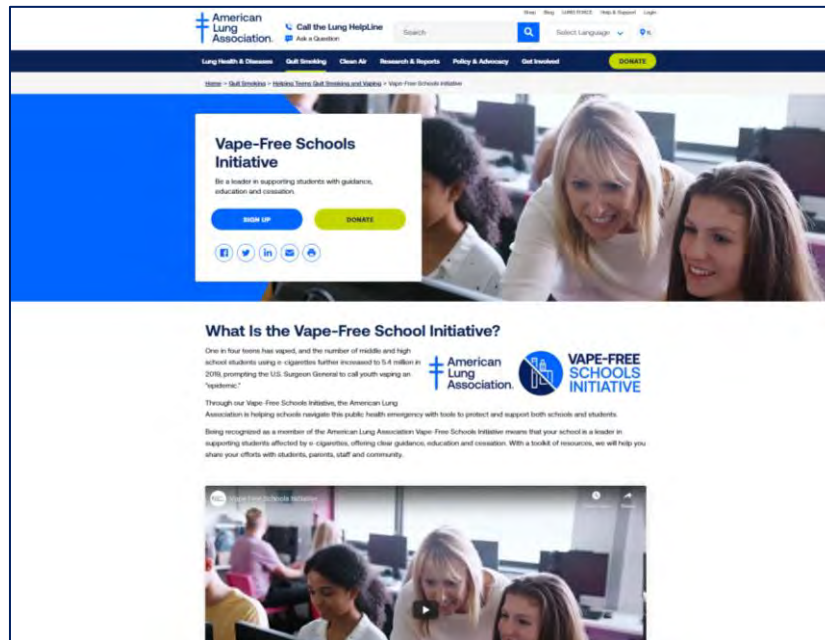 Shop Blog LUNG FORCE Help & Support Login
American
Lung
Association.
Call the Lung HelpLine
Ask a Question
Search
Select Language
Lung Health & Diseases Quit Smoking Clean Air Research & Reports Policy & Advocacy Get Involved DONATE
Home > Quit Smoking > Helping Teens Quit Smoking and Vaping > Vape-Free Schools Initiative
Vape-Free Schools
Initiative
Be a leader in supporting students with guidance,
education and cessation.
SIGN UP DONATE
What Is the Vape-Free School Initiative?
One in four teens has vaped, and the number of middle and high
school students using e-cigarettes further increased to 5.4 million in
2019, prompting the U.S. Surgeon General to call youth vaping an
"epidemic."
American
Lung
Association.
VAPE-FREE
SCHOOLS
INITIATIVE
Through our Vape-Free Schools Initiative, the American Lung
Association is helping schools navigate this public health emergency with tools to protect and support both schools and students.
Being recognized as a member of the American Lung Association Vape-Free Schools Initiative means that your school is a leader in
supporting students affected by e-cigarettes, offering clear guidance, education and cessation. With a toolkit of resources, we will help you
share your efforts with students, parents, staff and community.
Vape-Free Schools Initiative
Share